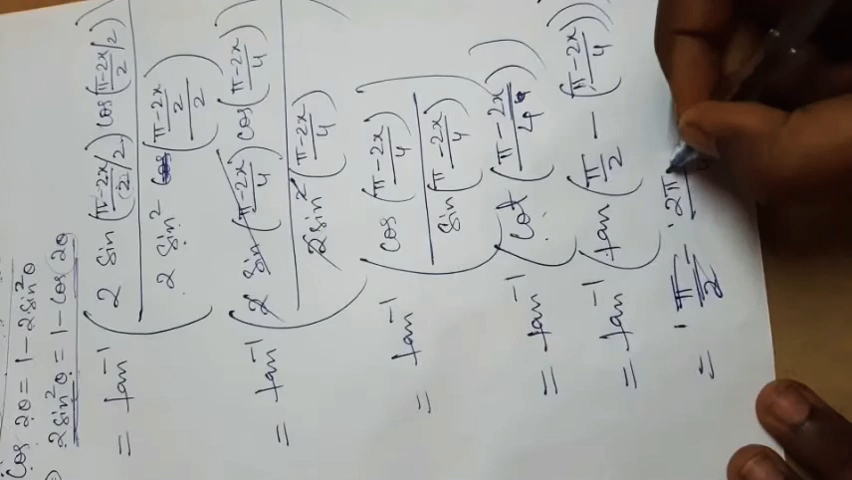 cos 2θ = 1 - 2sin²θ
2sin²θ = 1 - cos 2θ
= tan⁻¹ ( 2 sin (π-2x/2 /2) cos (π-2x/2 /2) / 2 sin² (π-2x/2 /2) )
= tan⁻¹ ( 2 sin (π-2x/4) cos (π-2x/4) / 2 sin² (π-2x/4) )
= tan⁻¹ ( cos (π-2x/4) / sin (π-2x/4) )
= tan⁻¹ ( cot (π-2x/4) )
= tan⁻¹ ( tan (π/2 - (π-2x/4)) )
= π/2 - 2π